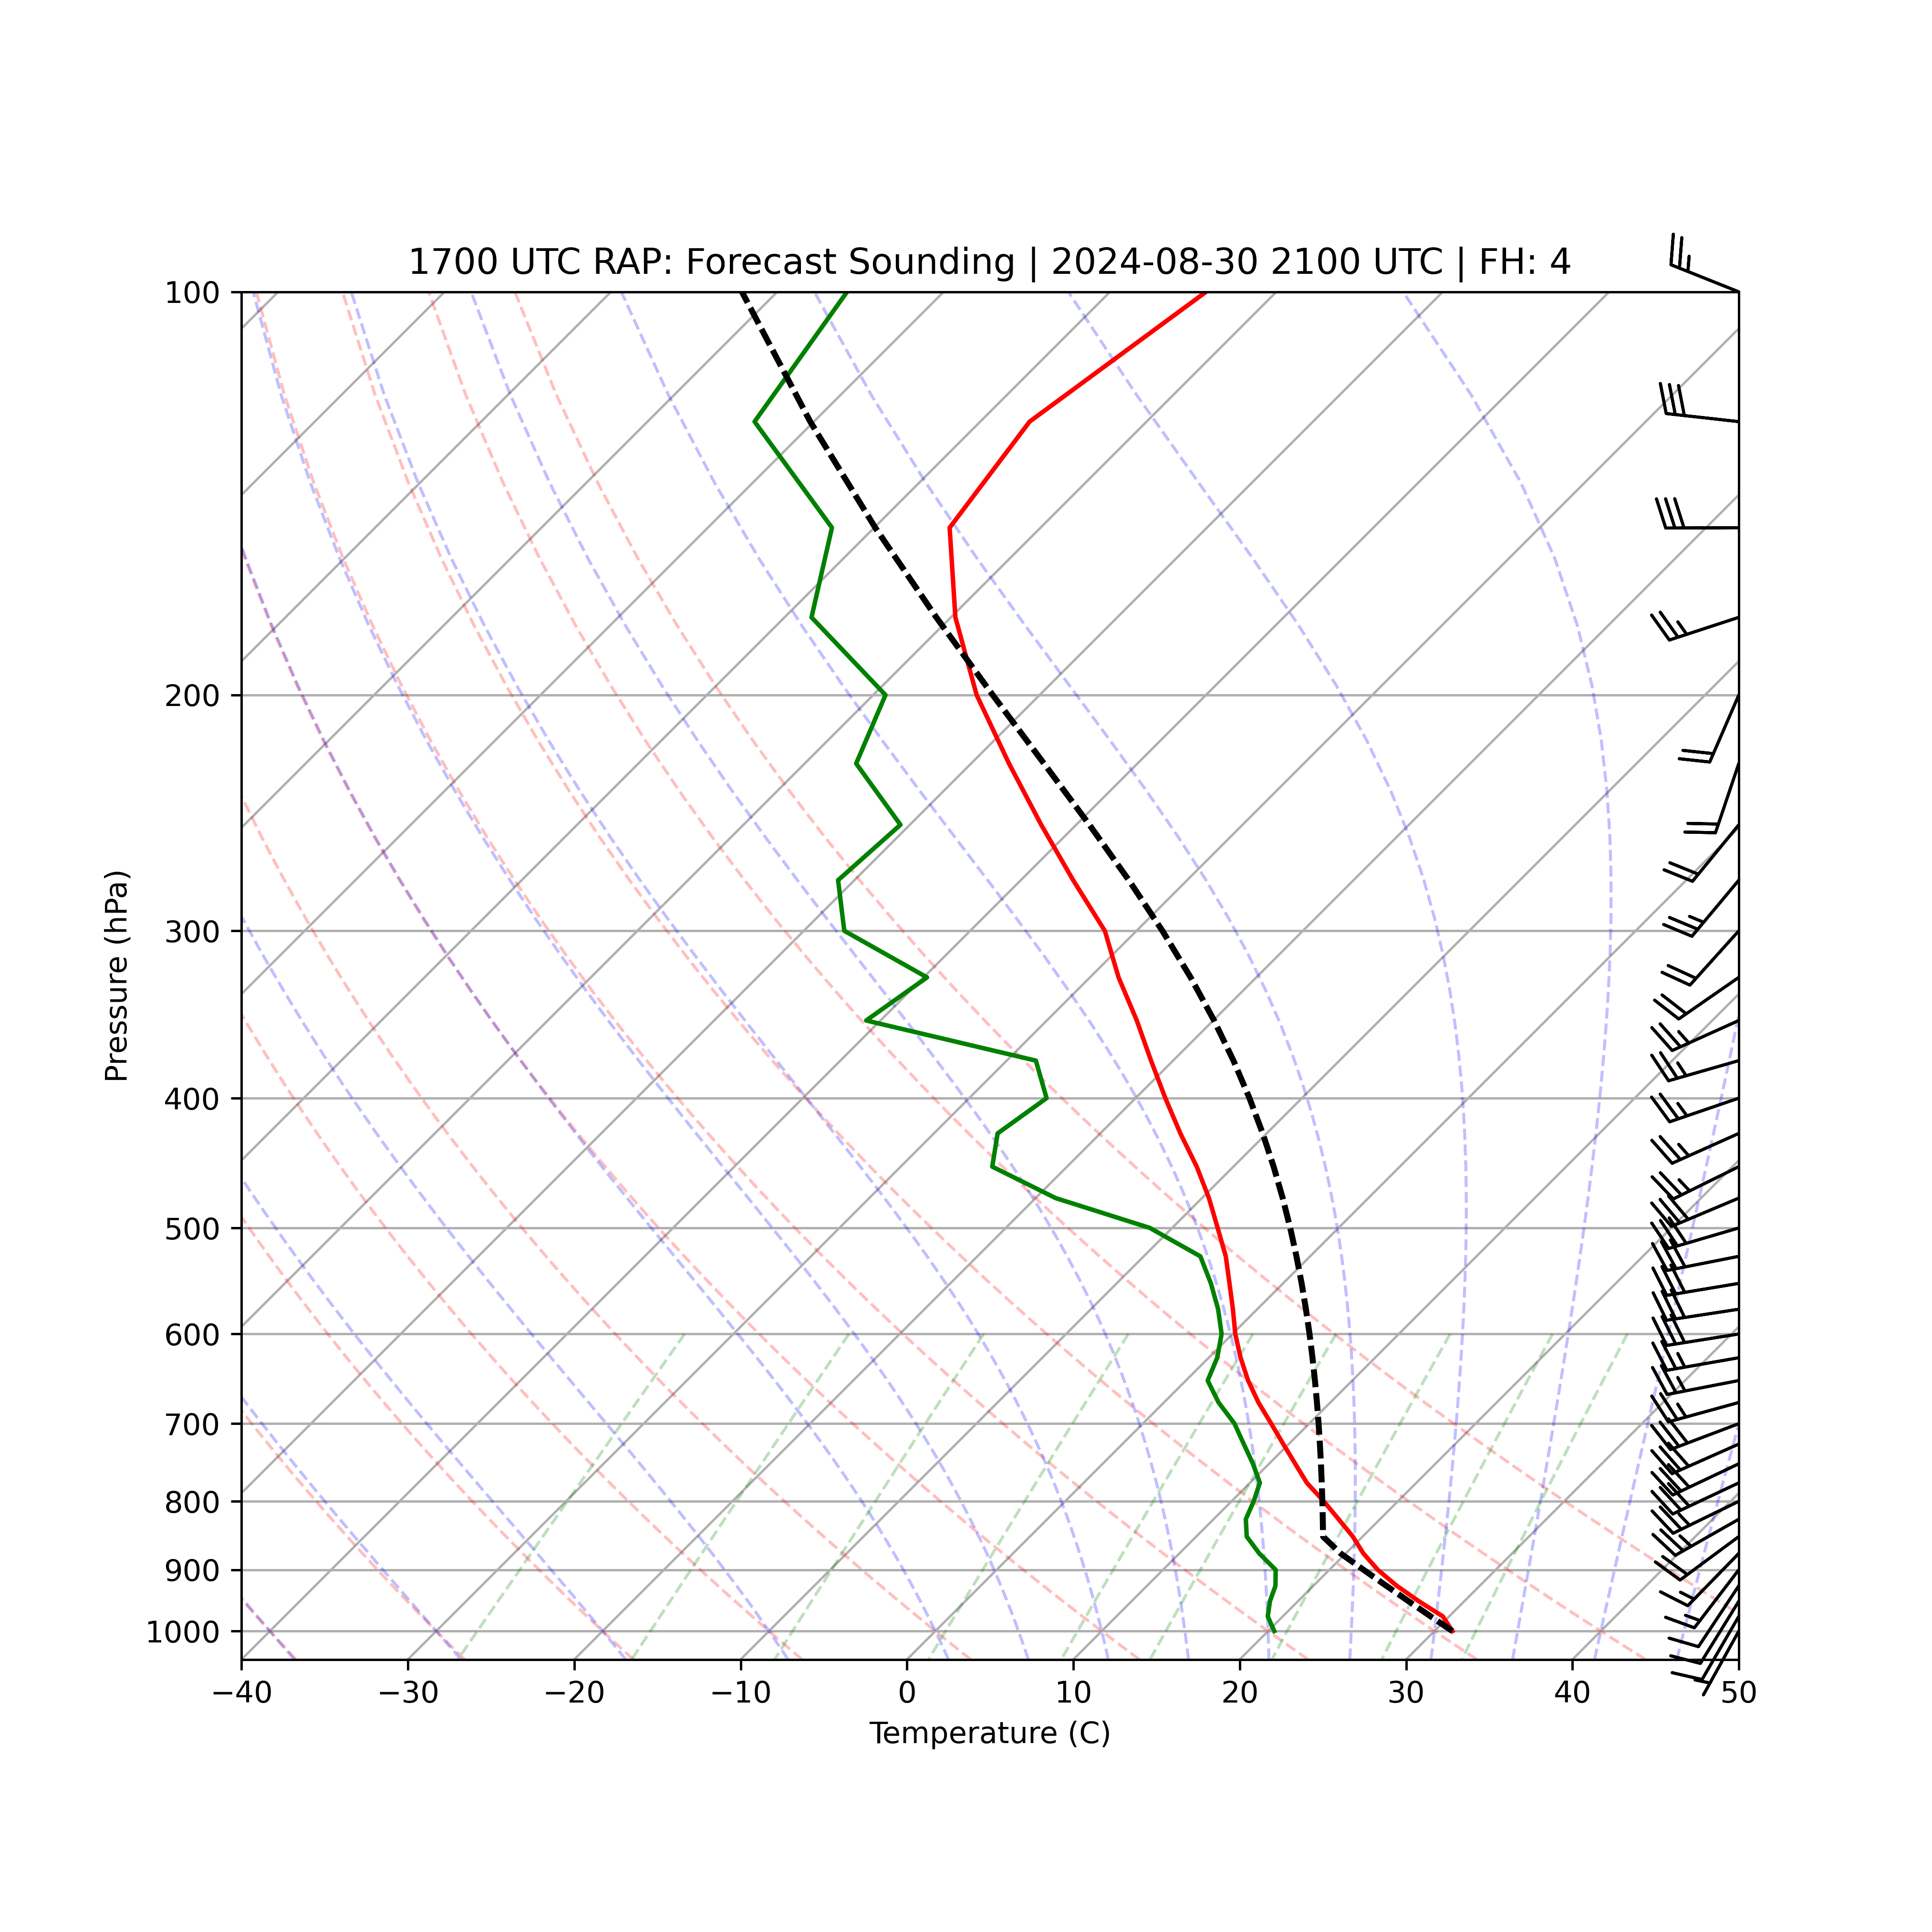 1700 UTC RAP: Forecast Sounding | 2024-08-30 2100 UTC | FH: 4
100
200
300
400
500
600
700
800
900
1000
Pressure (hPa)
−40 −30 −20 −10 0 10 20 30 40 50
Temperature (C)